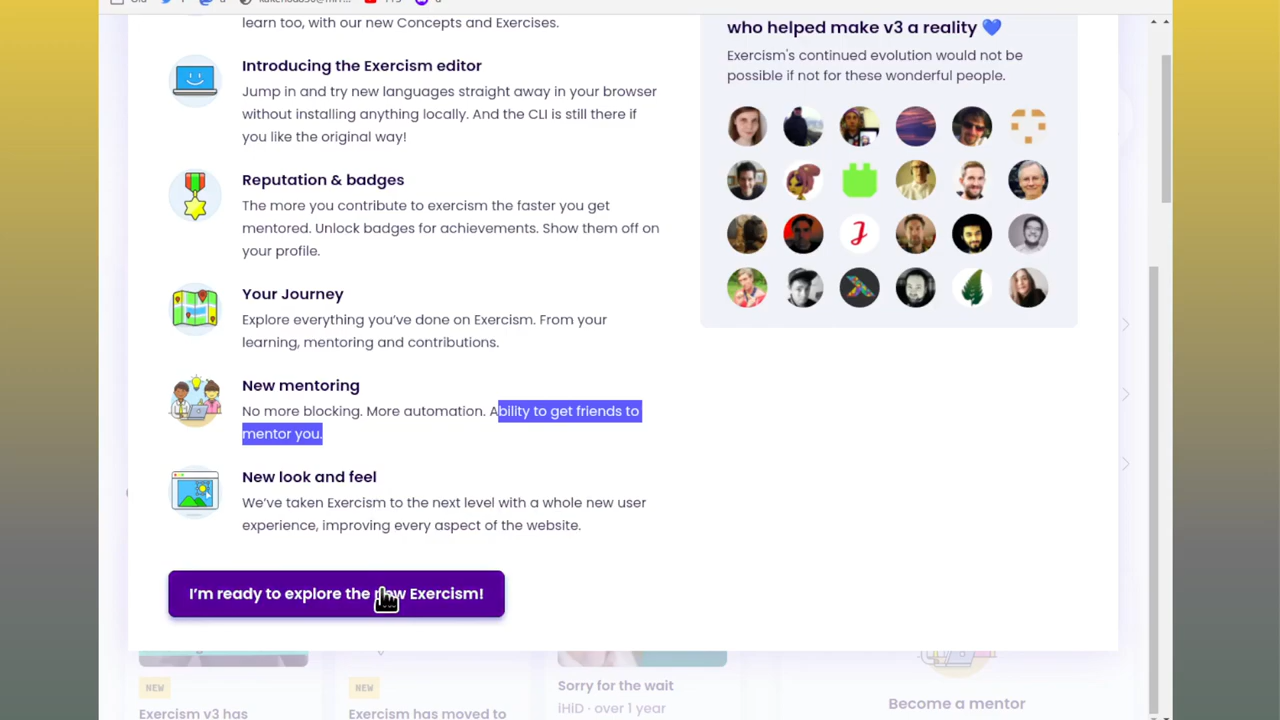 learn too, with our new Concepts and Exercises.
Introducing the Exercism editor
Jump in and try new languages straight away in your browser
without installing anything locally. And the CLI is still there if
you like the original way!
Reputation & badges
The more you contribute to exercism the faster you get
mentored. Unlock badges for achievements. Show them off on
your profile.
Your Journey
Explore everything you’ve done on Exercism. From your
learning, mentoring and contributions.
New mentoring
No more blocking. More automation. Ability to get friends to
mentor you.
New look and feel
We’ve taken Exercism to the next level with a whole new user
experience, improving every aspect of the website.
I’m ready to explore the new Exercism!
who helped make v3 a reality 💙
Exercism's continued evolution would not be
possible if not for these wonderful people.
NEW
Exercism v3 has
NEW
Exercism has moved to
Sorry for the wait
iHiD · over 1 year
Become a mentor